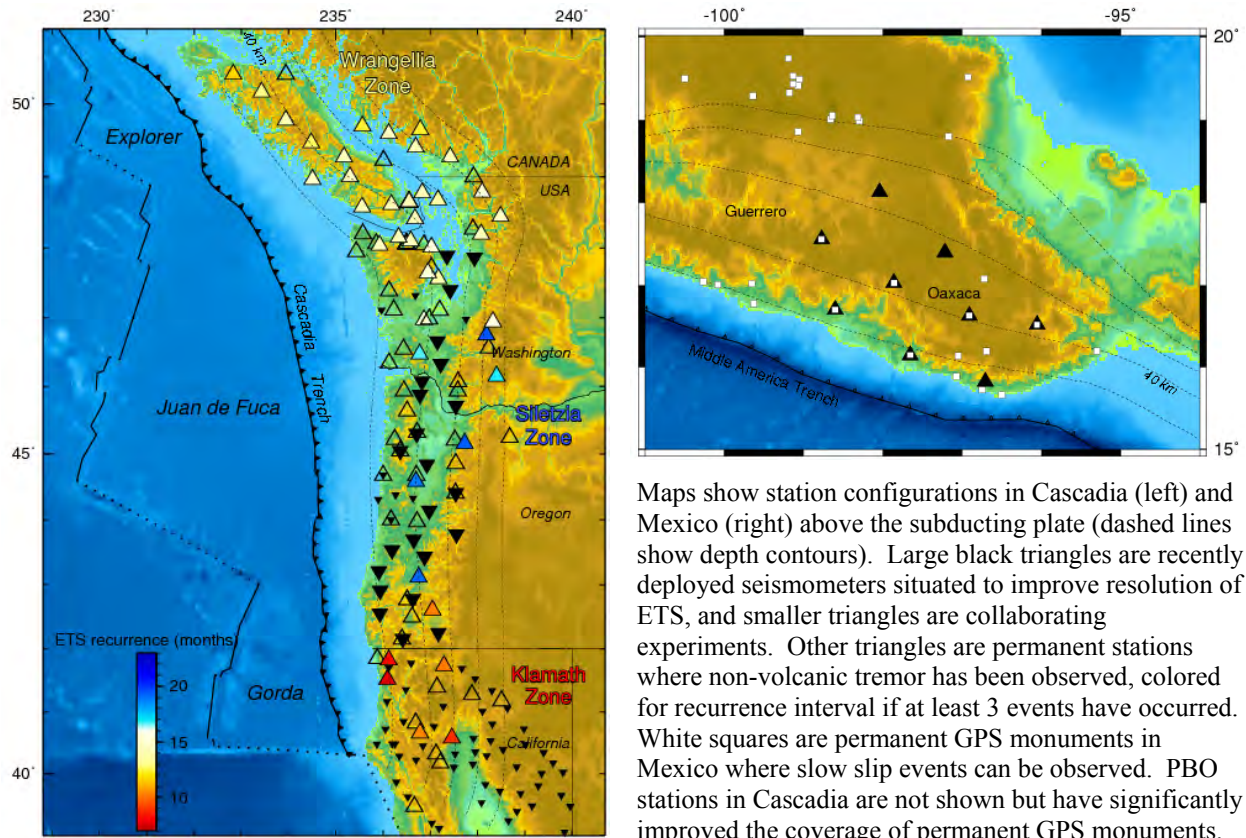 230˚ 235˚ 240˚
50˚
45˚
40˚
40 km
Wrangellia
Zone
Explorer
CANADA
USA
Cascadia
Trench
Washington
Juan de Fuca
Siletzia
Zone
Oregon
ETS recurrence (months)
20
15
10
Gorda
Klamath
Zone
California
-100˚ -95˚
20˚
15˚
Guerrero
Oaxaca
Middle America Trench
40 km
Maps show station configurations in Cascadia (left) and
Mexico (right) above the subducting plate (dashed lines
show depth contours). Large black triangles are recently
deployed seismometers situated to improve resolution of
ETS, and smaller triangles are collaborating
experiments. Other triangles are permanent stations
where non-volcanic tremor has been observed, colored
for recurrence interval if at least 3 events have occurred.
White squares are permanent GPS monuments in
Mexico where slow slip events can be observed. PBO
stations in Cascadia are not shown but have significantly
improved the coverage of permanent GPS monuments.